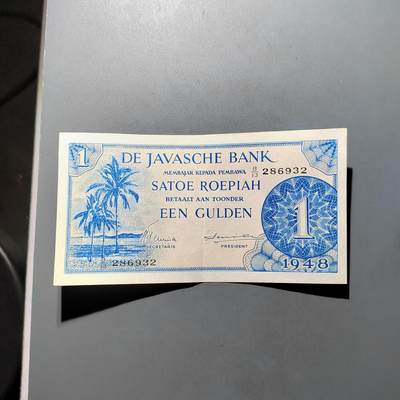 1
DE JAVASCHE BANK
MEMBAJAR KEPADA PEMBAWA
286932
SATOE ROEPIAH
BETAALT AAN TOONDER
EEN GULDEN
1
SECRETARIS
PRESIDENT
286932
1948